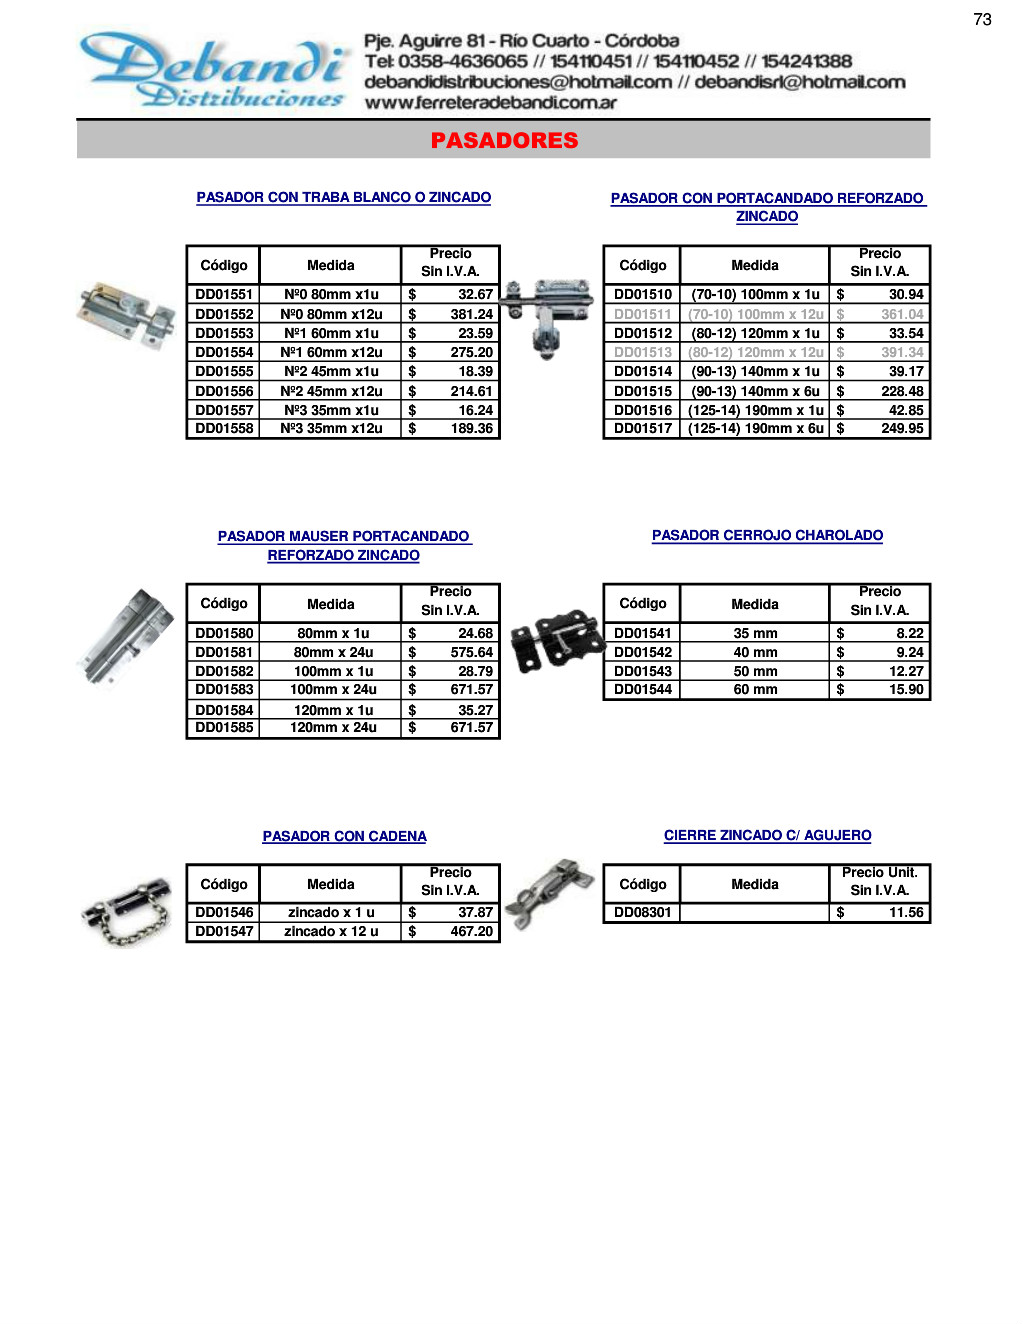 73
Debandi
Distribuciones
Pje. Aguirre 81 - Río Cuarto - Córdoba
Tel: 0358-4636065 // 154110451 // 154110452 // 154241388
debandidistribuciones@hotmail.com // debandisrl@hotmail.com
www.ferreteradebandi.com.ar
PASADORES
PASADOR CON TRABA BLANCO O ZINCADO
Código Medida Precio Sin I.V.A.
DD01551 Nº0 80mm x1u $ 32.67
DD01552 Nº0 80mm x12u $ 381.24
DD01553 Nº1 60mm x1u $ 23.59
DD01554 Nº1 60mm x12u $ 275.20
DD01555 Nº2 45mm x1u $ 18.39
DD01556 Nº2 45mm x12u $ 214.61
DD01557 Nº3 35mm x1u $ 16.24
DD01558 Nº3 35mm x12u $ 189.36
PASADOR CON PORTACANDADO REFORZADO
ZINCADO
Código Medida Precio Sin I.V.A.
DD01510 (70-10) 100mm x 1u $ 30.94
DD01511 (70-10) 100mm x 12u $ 361.04
DD01512 (80-12) 120mm x 1u $ 33.54
DD01513 (80-12) 120mm x 12u $ 391.34
DD01514 (90-13) 140mm x 1u $ 39.17
DD01515 (90-13) 140mm x 6u $ 228.48
DD01516 (125-14) 190mm x 1u $ 42.85
DD01517 (125-14) 190mm x 6u $ 249.95
PASADOR MAUSER PORTACANDADO
REFORZADO ZINCADO
Código Medida Precio Sin I.V.A.
DD01580 80mm x 1u $ 24.68
DD01581 80mm x 24u $ 575.64
DD01582 100mm x 1u $ 28.79
DD01583 100mm x 24u $ 671.57
DD01584 120mm x 1u $ 35.27
DD01585 120mm x 24u $ 671.57
PASADOR CERROJO CHAROLADO
Código Medida Precio Sin I.V.A.
DD01541 35 mm $ 8.22
DD01542 40 mm $ 9.24
DD01543 50 mm $ 12.27
DD01544 60 mm $ 15.90
PASADOR CON CADENA
Código Medida Precio Sin I.V.A.
DD01546 zincado x 1 u $ 37.87
DD01547 zincado x 12 u $ 467.20
CIERRE ZINCADO C/ AGUJERO
Código Medida Precio Unit. Sin I.V.A.
DD08301 $ 11.56